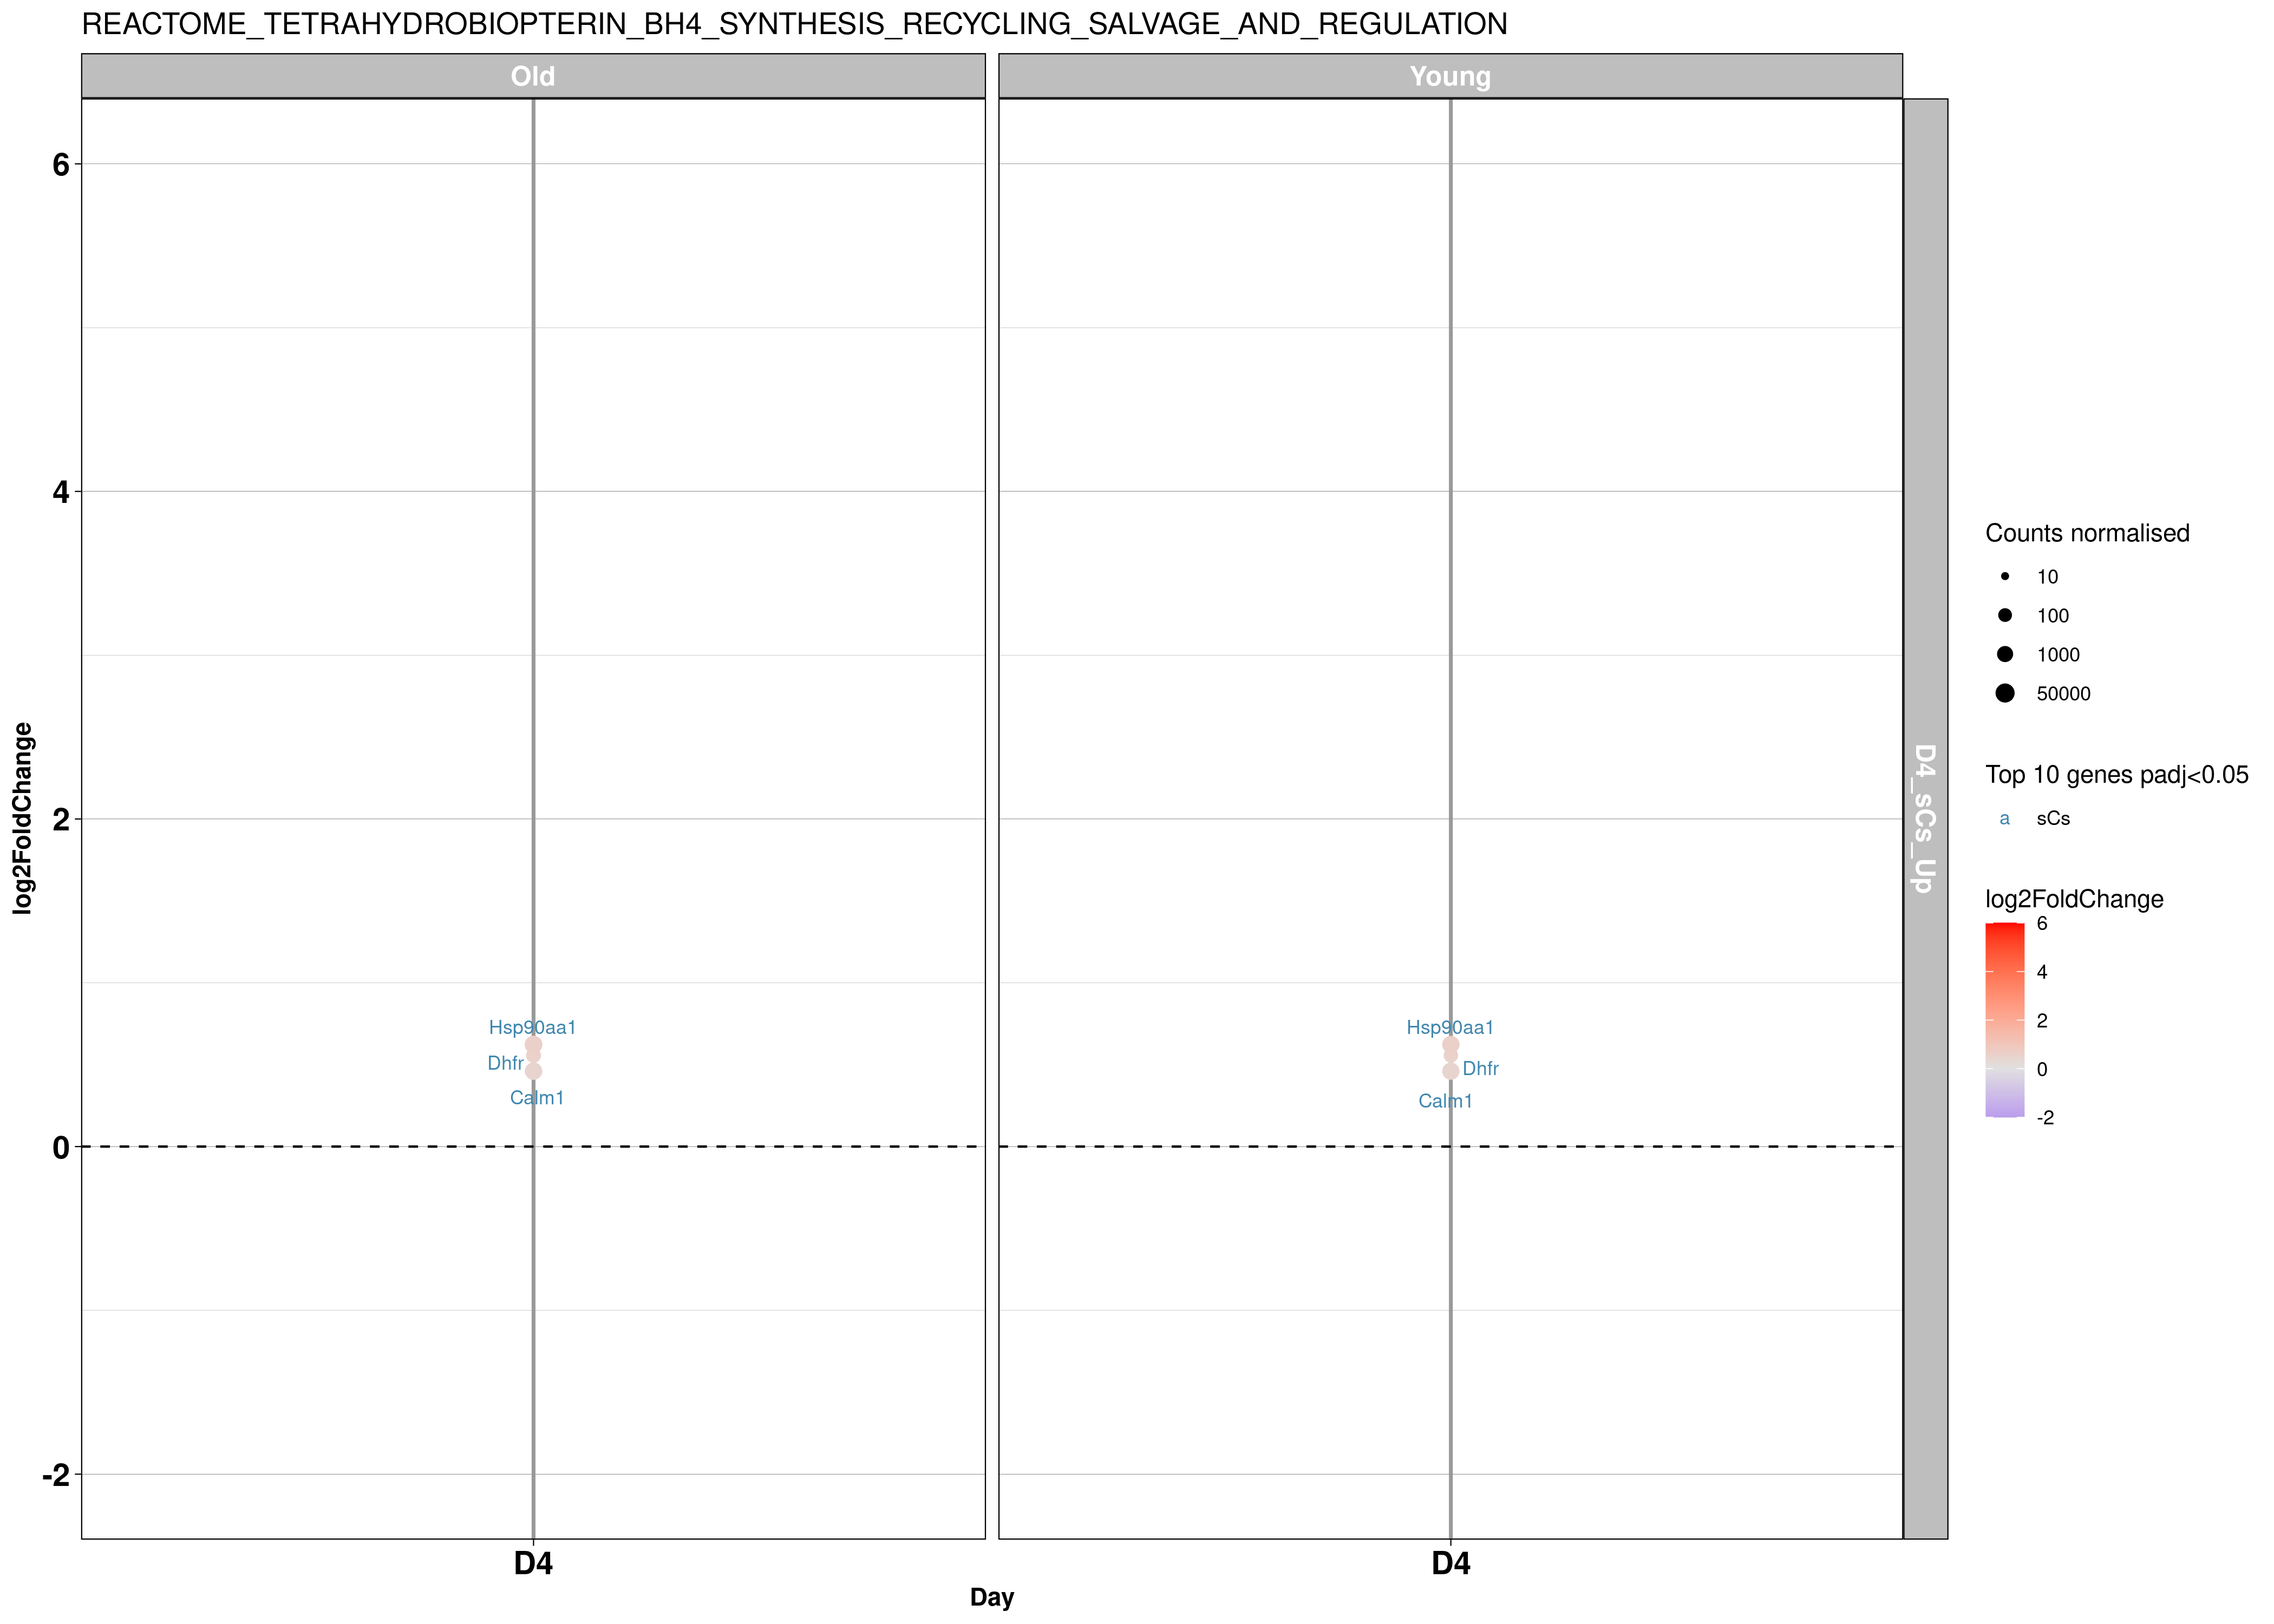 REACTOME_TETRAHYDROBIOPTERIN_BH4_SYNTHESIS_RECYCLING_SALVAGE_AND_REGULATION
Old
Young
6
4
2
0
-2
log2FoldChange
Hsp90aa1
Dhfr
Calm1
Hsp90aa1
Dhfr
Calm1
D4_sCs_Up
D4
D4
Day
Counts normalised
10
100
1000
50000
Top 10 genes padj<0.05
a sCs
log2FoldChange
6
4
2
0
-2